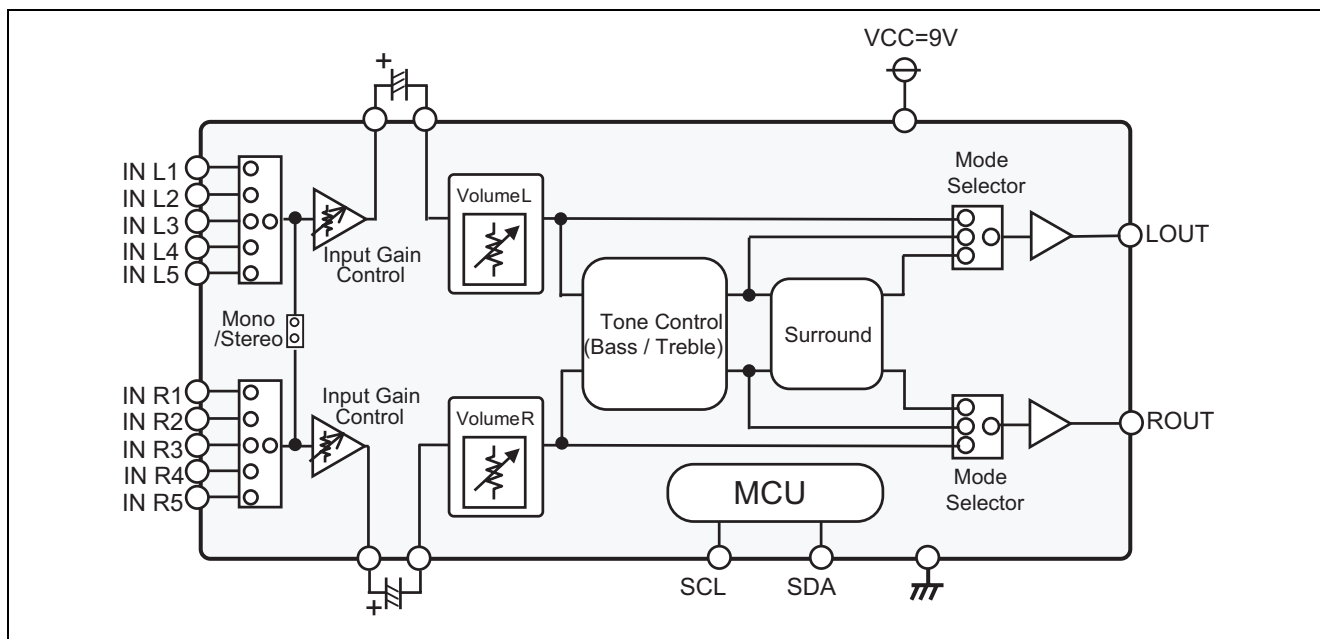 VCC=9V
+
IN L1
IN L2
IN L3
IN L4
IN L5
Input Gain
Control
VolumeL
Mode
Selector
LOUT
Mono
/Stereo
Tone Control
(Bass / Treble)
Surround
IN R1
IN R2
IN R3
IN R4
IN R5
Input Gain
Control
VolumeR
ROUT
Mode
Selector
MCU
+
SCL
SDA